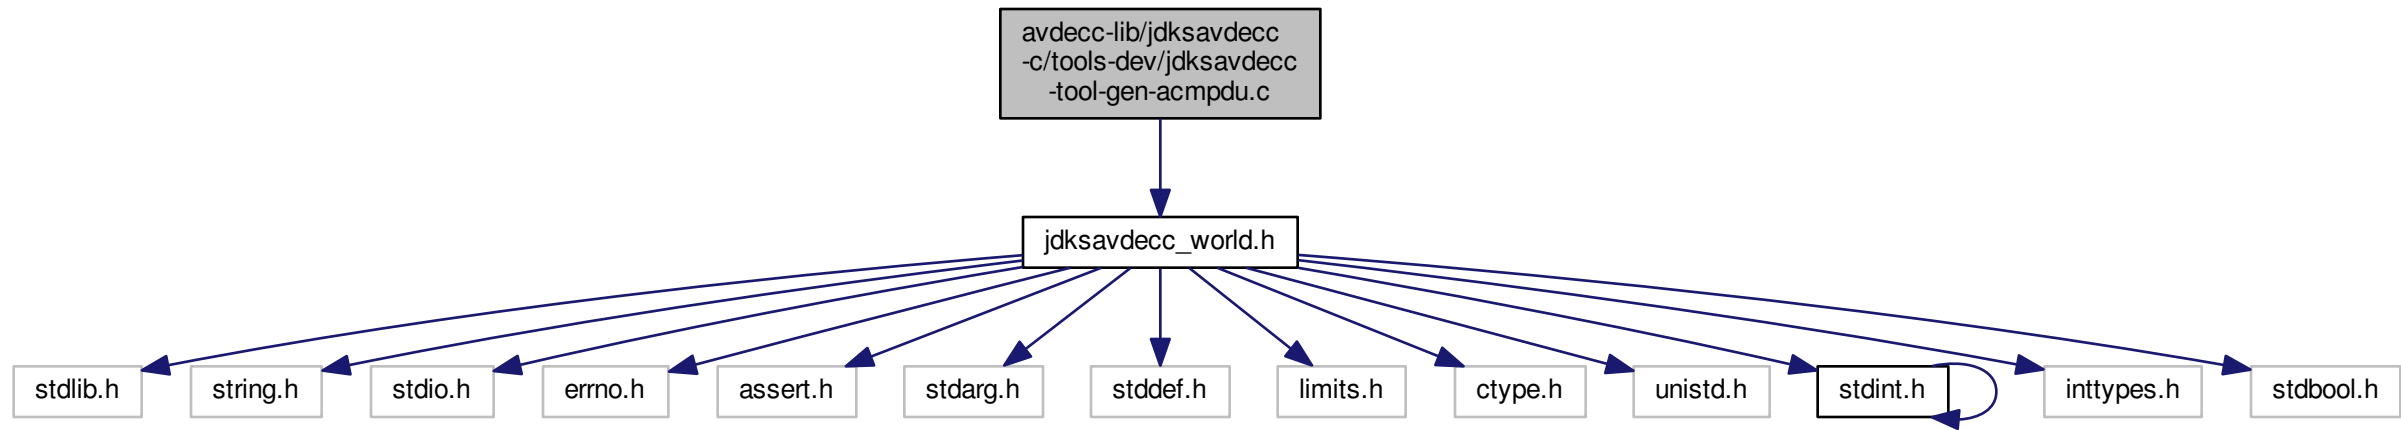 avdecc-lib/jdksavdecc
-c/tools-dev/jdksavdecc
-tool-gen-acmpdu.c
jdksavdecc_world.h
stdlib.h
string.h
stdio.h
errno.h
assert.h
stdarg.h
stddef.h
limits.h
ctype.h
unistd.h
stdint.h
inttypes.h
stdbool.h